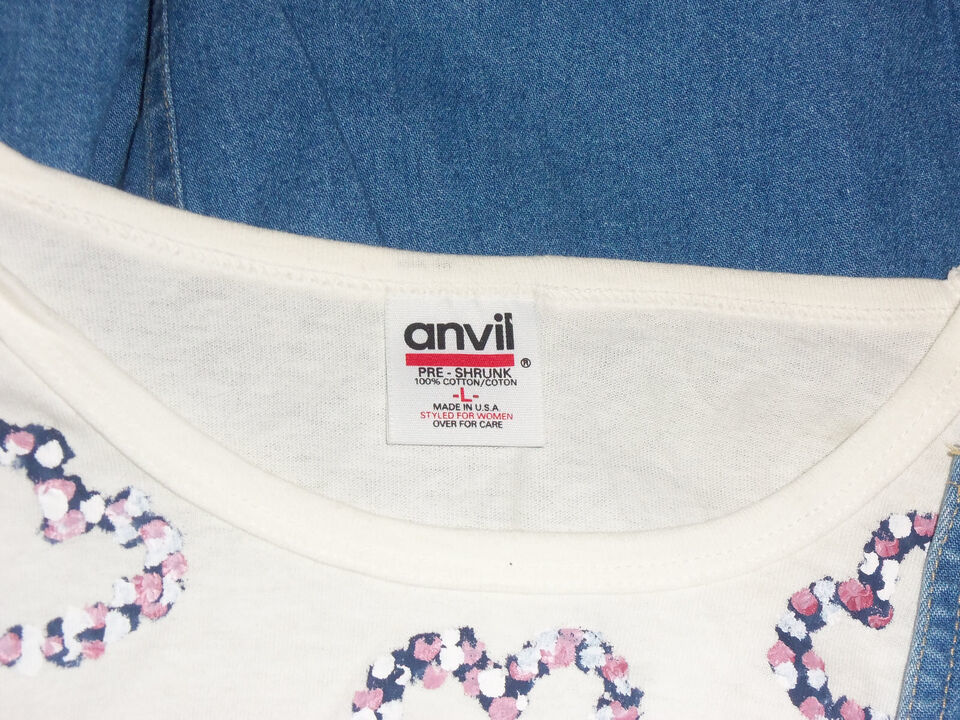 anvil
®
PRE - SHRUNK
100% COTTON/COTON
-L-
MADE IN U.S.A.
STYLED FOR WOMEN
OVER FOR CARE